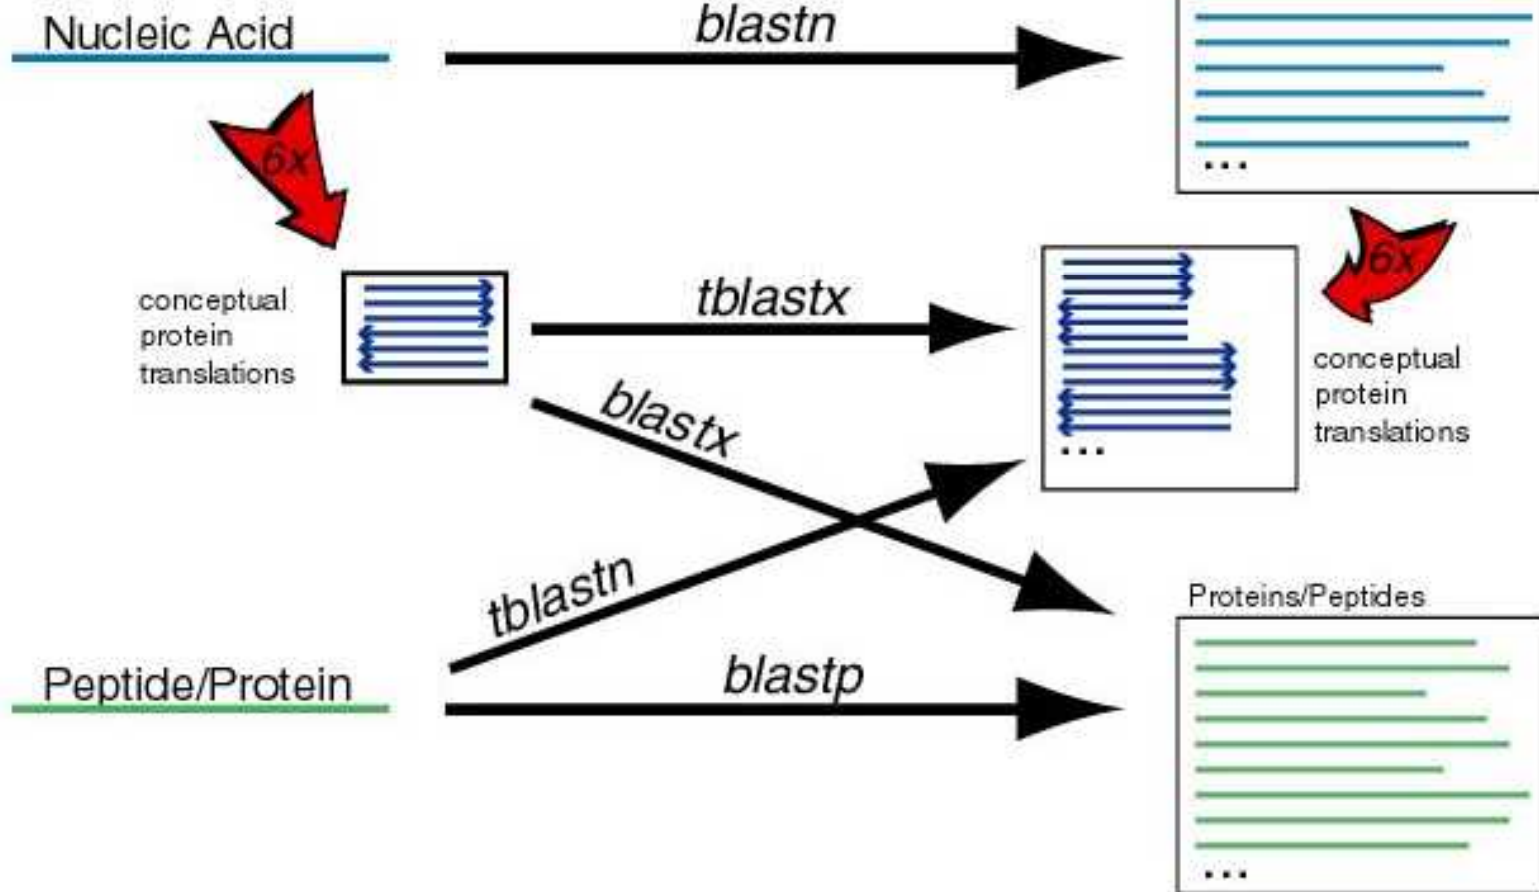 Nucleic Acid
blastn
...
6x
6x
conceptual
protein
translations
tblastx
conceptual
protein
translations
...
blastx
tblastn
Proteins/Peptides
Peptide/Protein
blastp
...